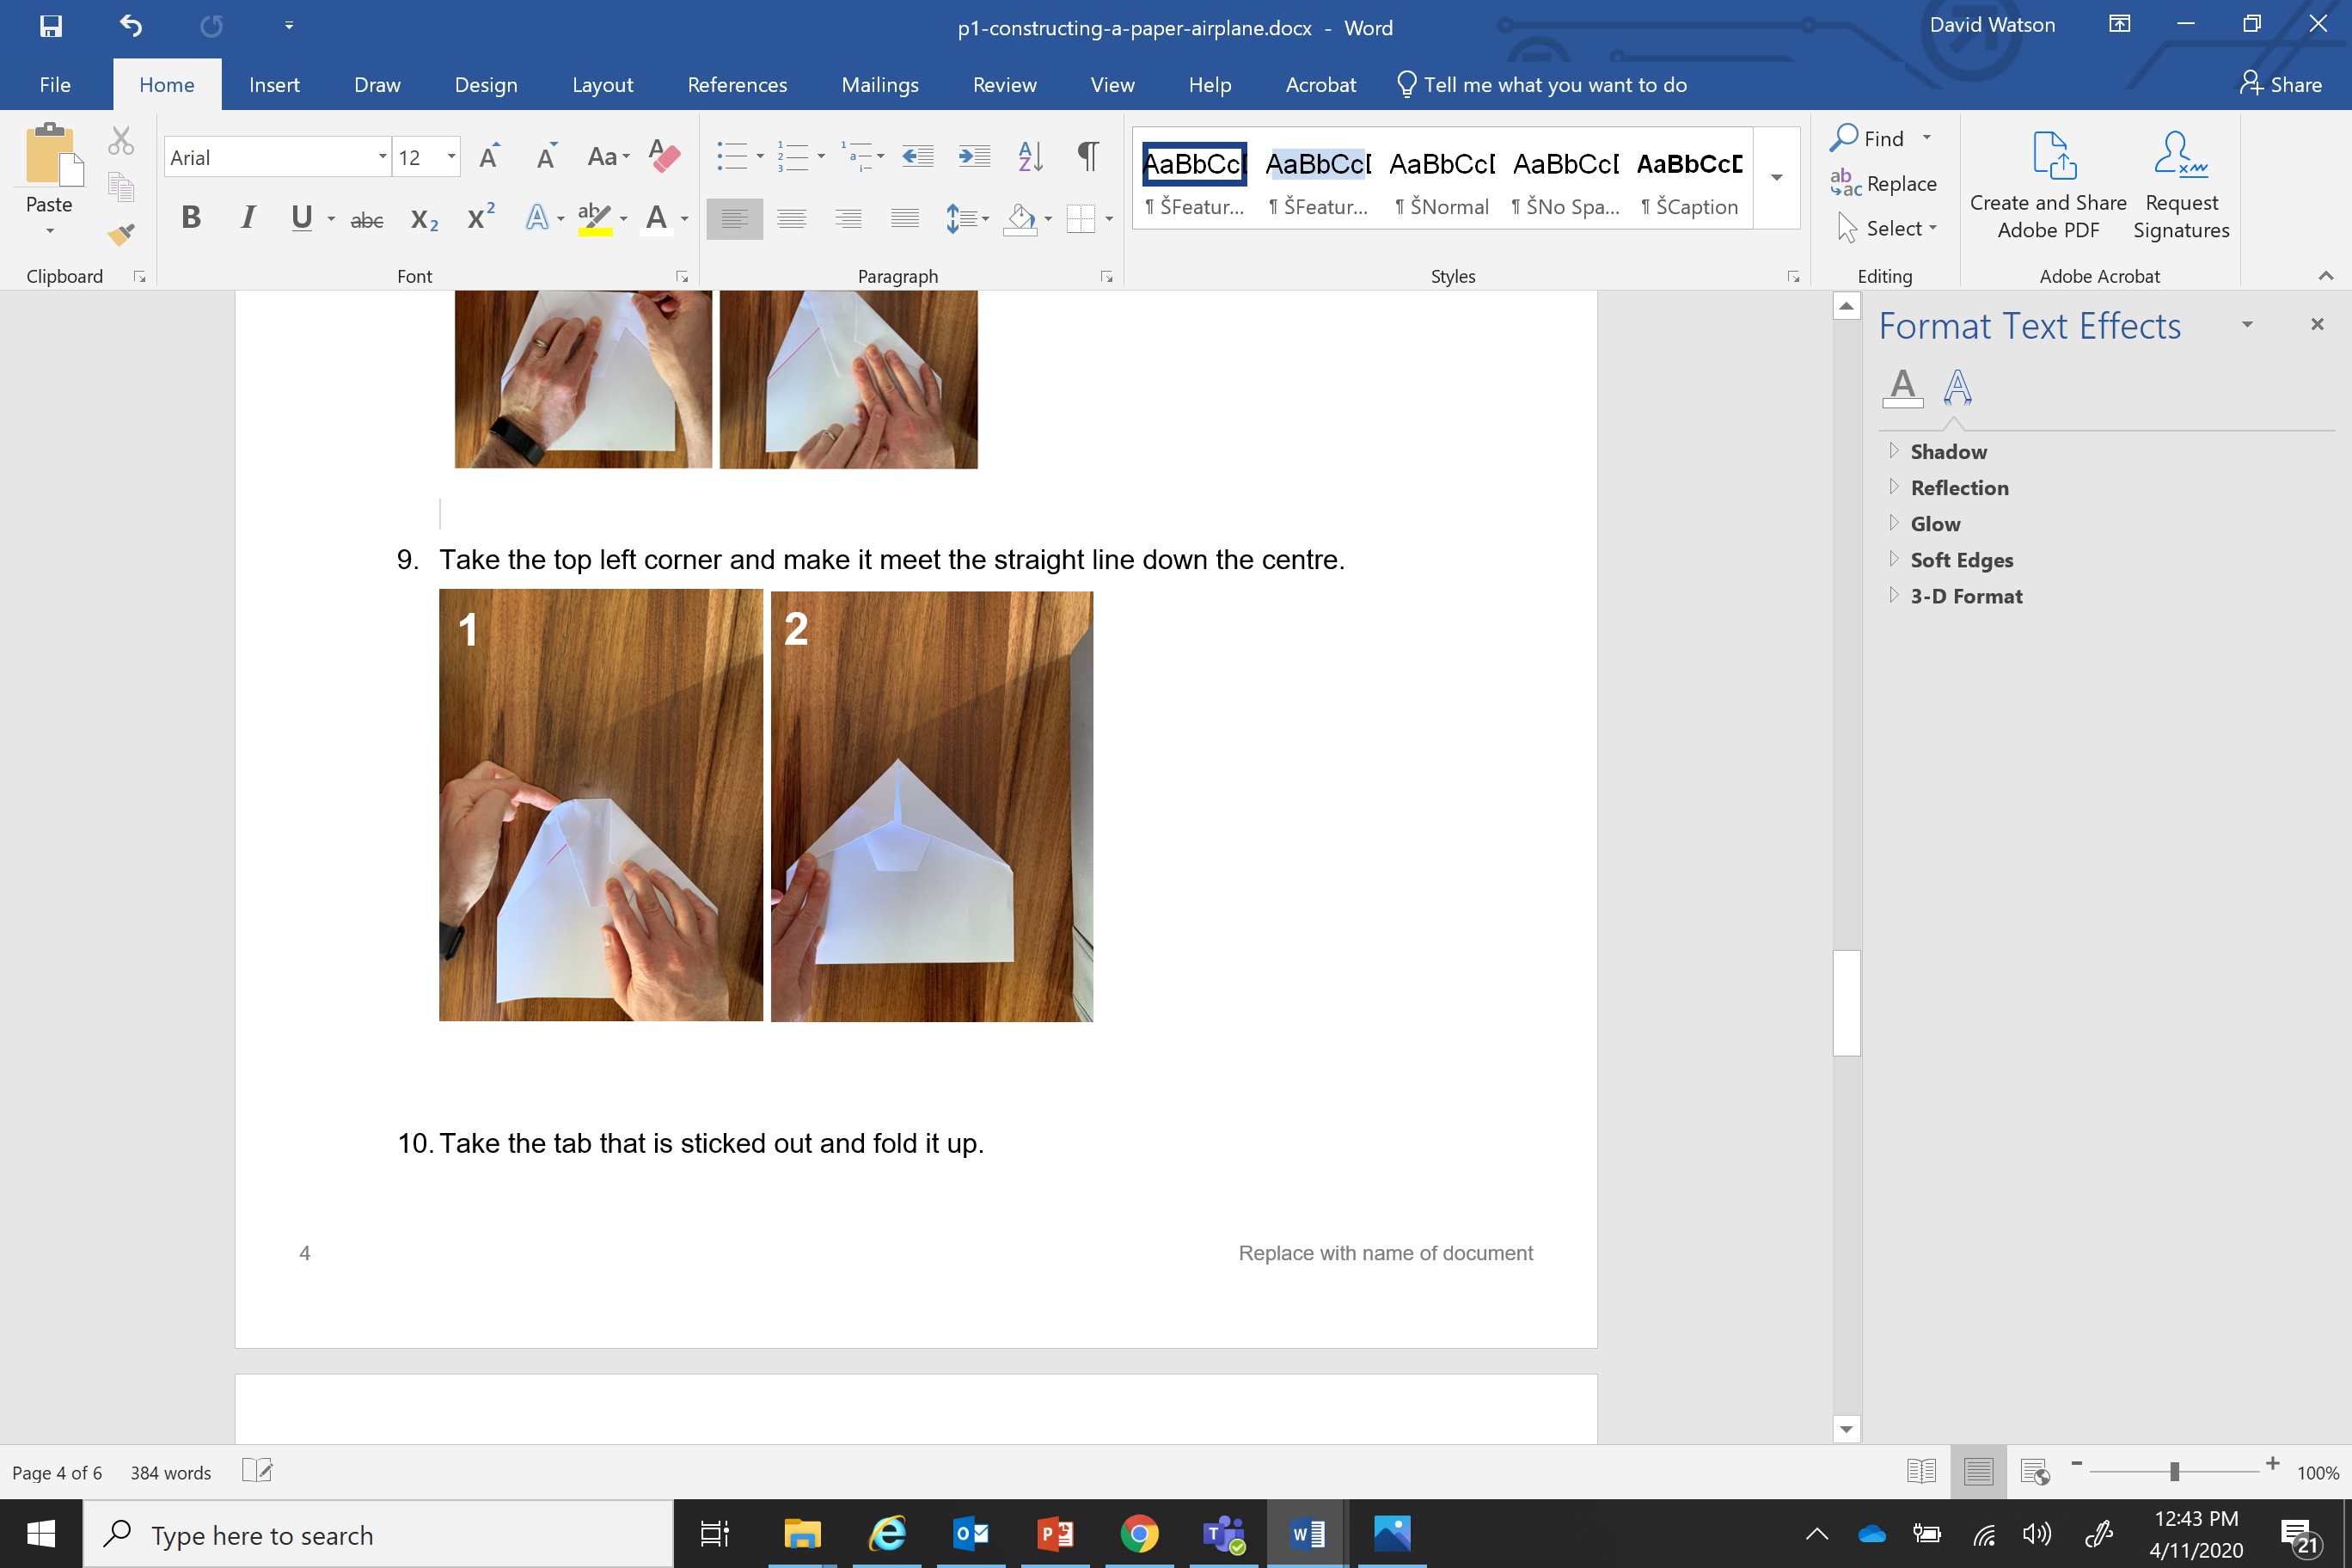 p1-constructing-a-paper-airplane.docx - Word
David Watson
File Home Insert Draw Design Layout References Mailings Review View Help Acrobat Tell me what you want to do Share
Paste
Clipboard
Arial 12
Aa
B I U abc X2 X2 A ab A
Font
Paragraph
AaBbCcI AaBbCcI AaBbCcI AaBbCcI AaBbCcD
¶ ŠFeatur... ¶ ŠFeatur... ¶ ŠNormal ¶ ŠNo Spa... ¶ ŠCaption
Styles
Find
Replace
Select
Editing
Create and Share Adobe PDF
Request Signatures
Adobe Acrobat
Format Text Effects
Shadow
Reflection
Glow
Soft Edges
3-D Format
9. Take the top left corner and make it meet the straight line down the centre.
1 2
10. Take the tab that is sticked out and fold it up.
4 Replace with name of document
Page 4 of 6 384 words 100%
Type here to search
12:43 PM
4/11/2020
21